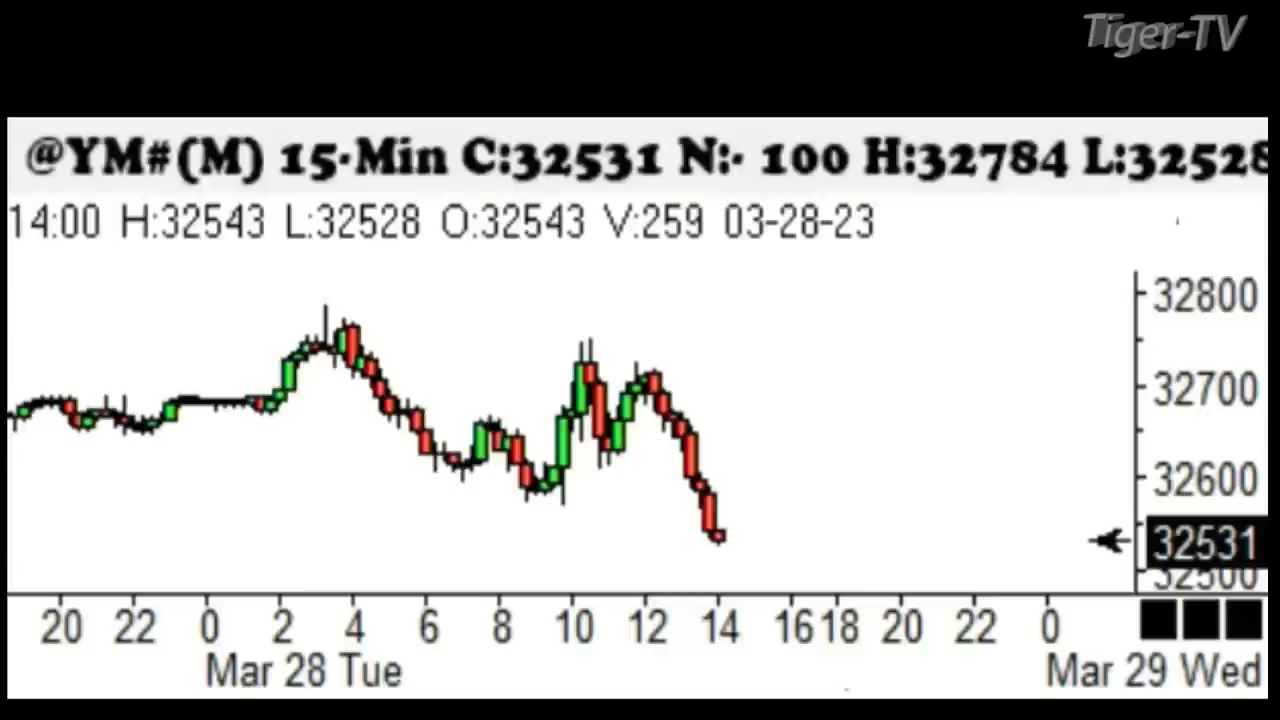 Tiger-TV
@YM#(M) 15-Min C:32531 N:- 100 H:32784 L:32528
14:00 H:32543 L:32528 O:32543 V:259 03-28-23
32800
32700
32600
32531
32500
20 22 0 2 4 6 8 10 12 14 16 18 20 22 0
Mar 28 Tue Mar 29 Wed